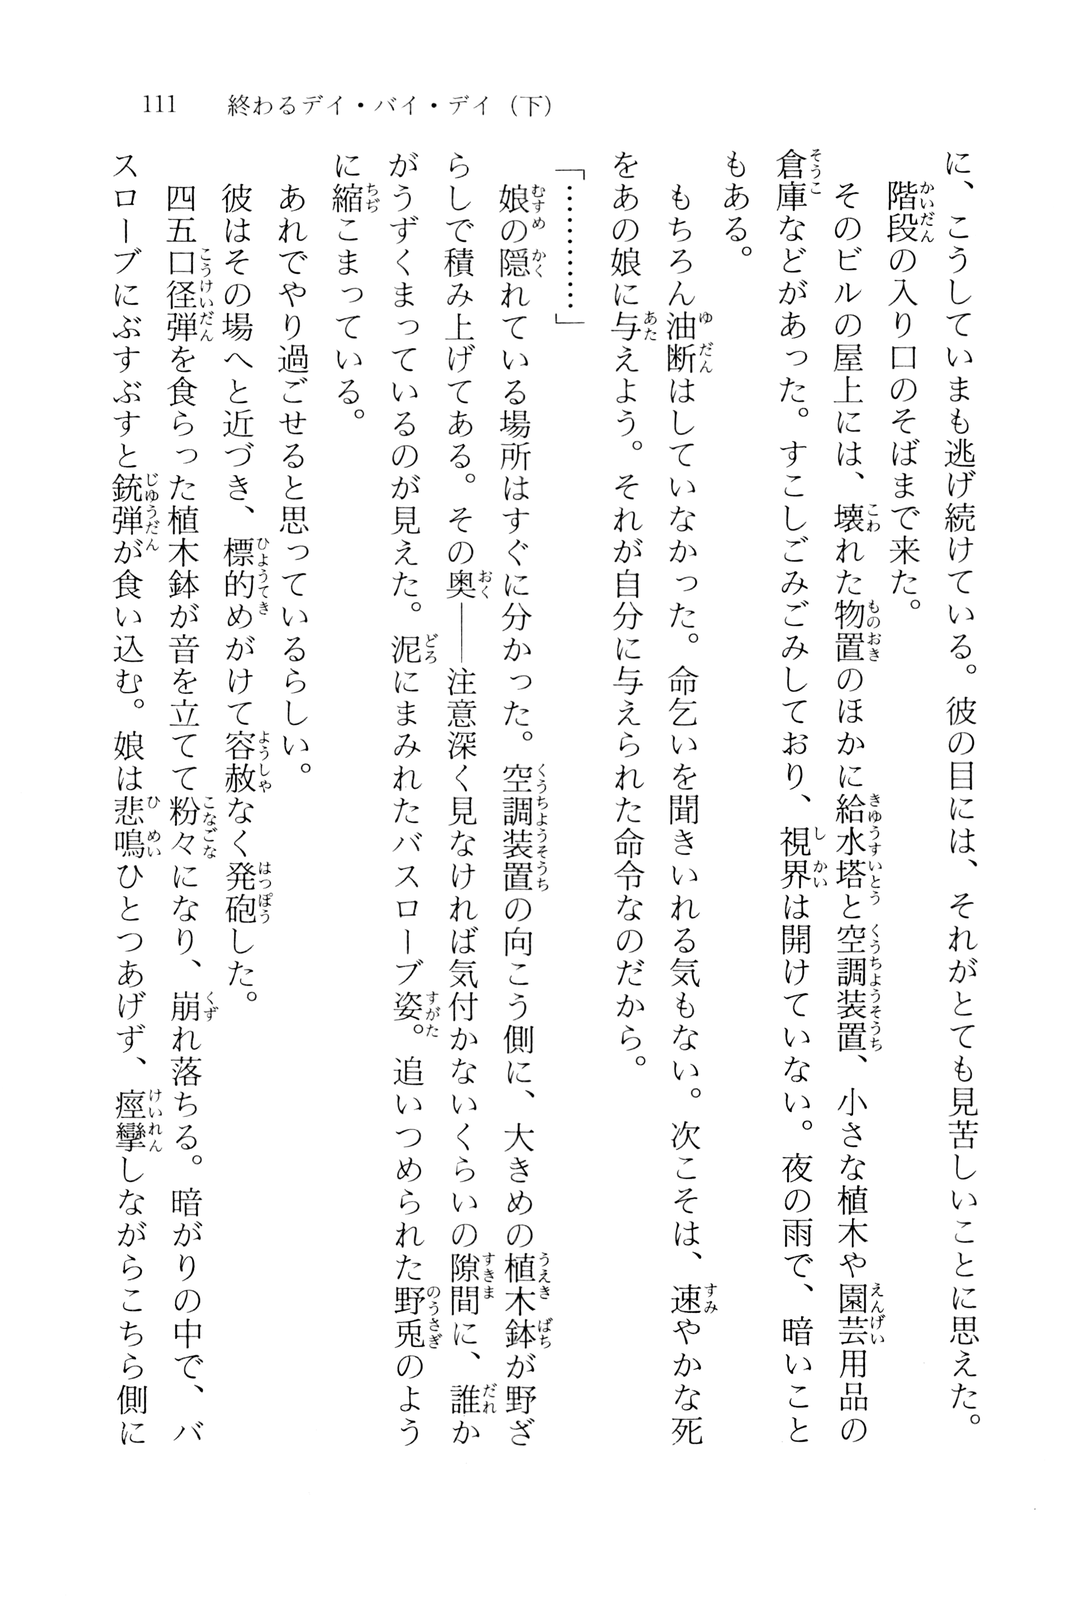 111　終わるデイ・バイ・デイ（下）
に、こうしていまも逃げ続けている。彼の目には、それがとても見苦しいことに思えた。
階段の入り口のそばまで来た。
そのビルの屋上には、壊れた物置のほかに給水塔と空調装置、小さな植木や園芸用品の
倉庫などがあった。すこしごみごみしており、視界は開けていない。夜の雨で、暗いこと
もある。
もちろん油断はしていなかった。命乞いを聞きいれる気もない。次こそは、速やかな死
をあの娘に与えよう。それが自分に与えられた命令なのだから。
「…………」
娘の隠れている場所はすぐに分かった。空調装置の向こう側に、大きめの植木鉢が野ざ
らしで積み上げてある。その奥――注意深く見なければ気付かないくらいの隙間に、誰か
がうずくまっているのが見えた。泥にまみれたバスローブ姿。追いつめられた野兎のよう
に縮こまっている。
あれでやり過ごせると思っているらしい。
彼はその場へと近づき、標的めがけて容赦なく発砲した。
四五口径弾を食らった植木鉢が音を立てて粉々になり、崩れ落ちる。暗がりの中で、バ
スローブにぶすぶすと銃弾が食い込む。娘は悲鳴ひとつあげず、痙攣しながらこちら側に